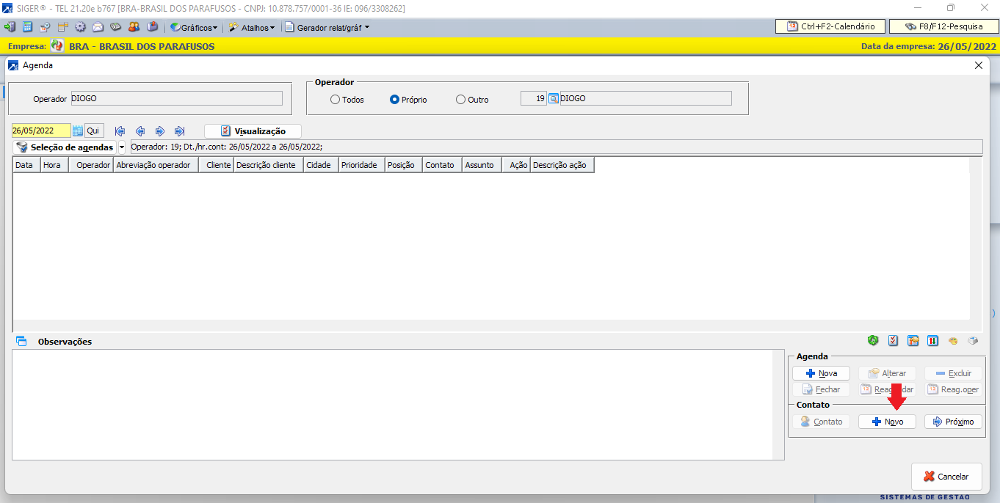 SIGER® - TEL 21.20e b767 [BRA-BRASIL DOS PARAFUSOS - CNPJ: 10.878.757/0001-36 IE: 096/3308262]
Gráficos Atalhos Gerador relat/gráf 12 Ctrl+F2-Calendário F8/F12-Pesquisa
Empresa: BRA - BRASIL DOS PARAFUSOS Data da empresa: 26/05/2022
Agenda
Operador
Operador DIOGO Todos Próprio Outro 19 DIOGO
26/05/2022 Qui Visualização
Seleção de agendas Operador: 19; Dt./hr.cont: 26/05/2022 a 26/05/2022;
Data Hora Operador Abreviação operador Cliente Descrição cliente Cidade Prioridade Posição Contato Assunto Ação Descrição ação
Observações
Agenda
Nova Alterar Excluir
Fechar 12 12 Reag.oper
Contato
Contato Novo Próximo
Cancelar
SISTEMAS DE GESTÃO